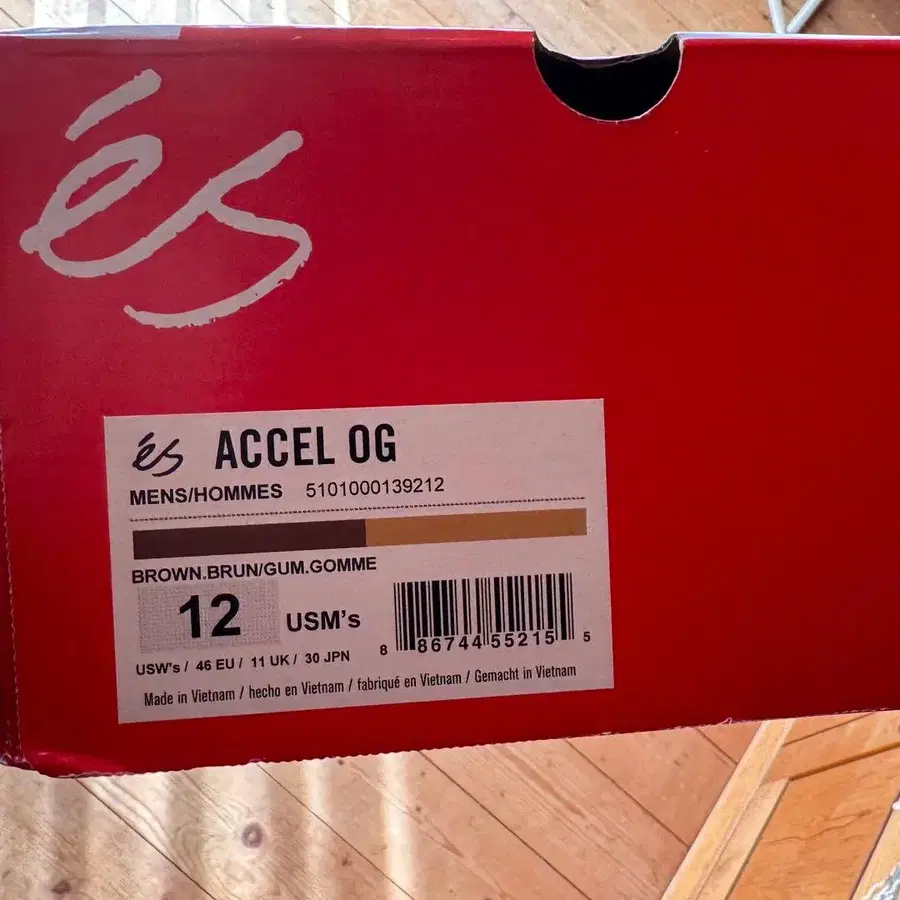 és
és ACCEL OG
MENS/HOMMES 5101000139212
BROWN.BRUN/GUM.GOMME
12 USM's
8 86744 55215 5
USW's / 46 EU / 11 UK / 30 JPN
Made in Vietnam / hecho en Vietnam / fabriqué en Vietnam / Gemacht in Vietnam